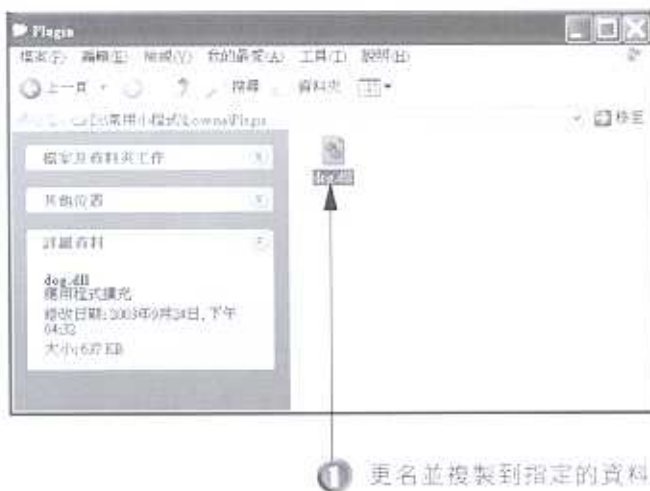 Plugin
檔案(F) 編輯(E) 檢視(V) 我的最愛(A) 工具(T) 說明(H)
上一頁 搜尋 資料夾
移至
檔案及資料夾工作
其他位置
詳細資料
dog.dll
應用程式擴充
修改日期: 2003年9月24日, 下午
04:32
大小:
KB
dog.dll
1 更名並複製到指定的資料